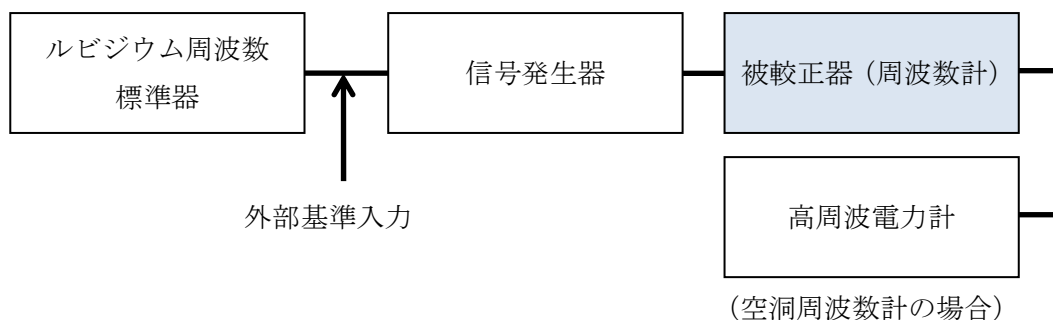 ルビジウム周波数
標準器
信号発生器
被較正器（周波数計）
外部基準入力
高周波電力計
（空洞周波数計の場合）